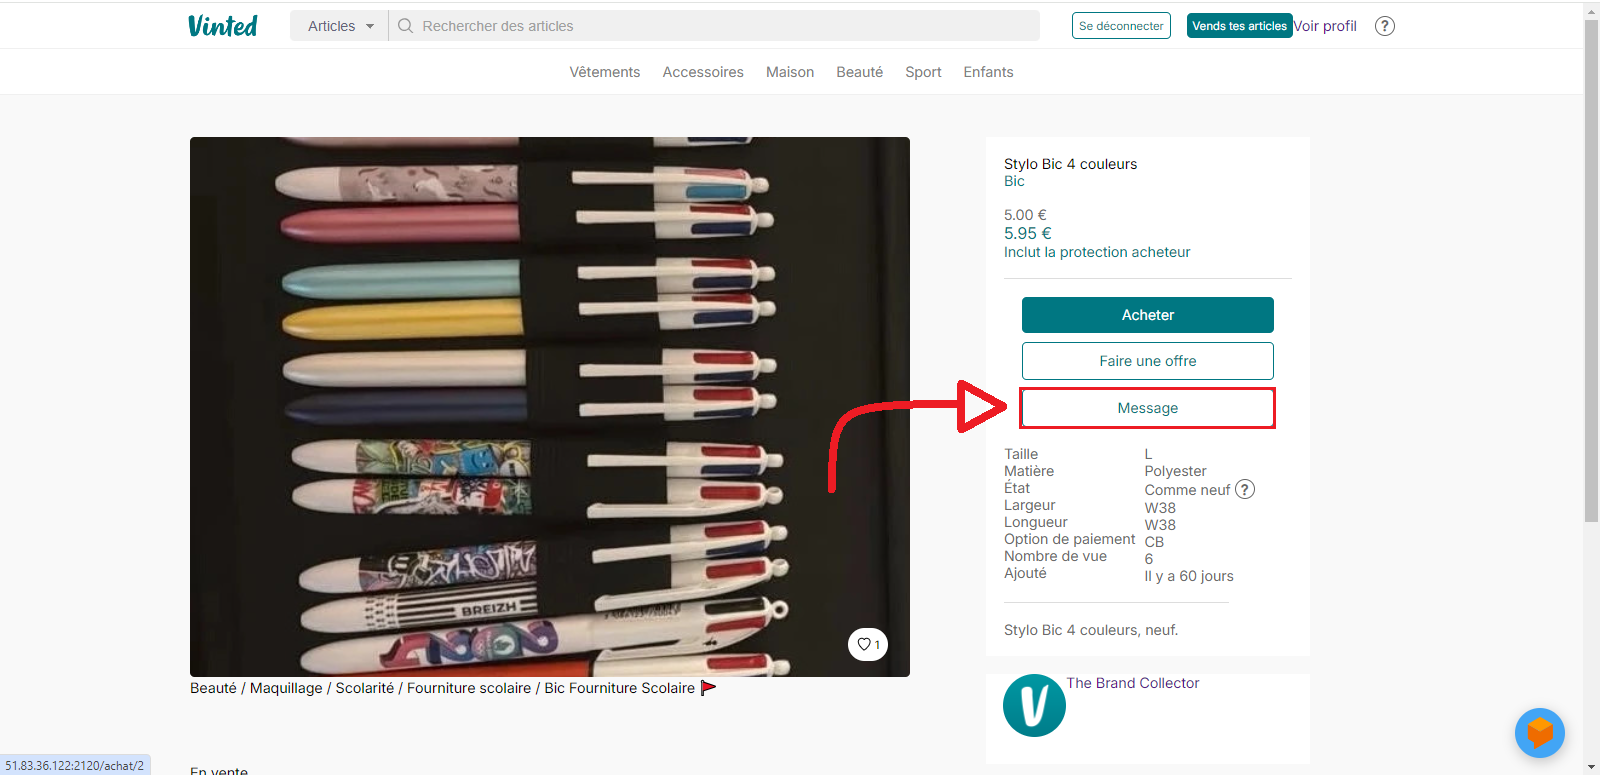 Vinted
Articles
Rechercher des articles
Se déconnecter
Vends tes articles
Voir profil
?
Vêtements Accessoires Maison Beauté Sport Enfants
Stylo Bic 4 couleurs
Bic
5.00 €
5.95 €
Inclut la protection acheteur
Acheter
Faire une offre
Message
Taille L
Matière Polyester
État Comme neuf ?
Largeur W38
Longueur W38
Option de paiement CB
Nombre de vue 6
Ajouté Il y a 60 jours
Stylo Bic 4 couleurs, neuf.
BREIZH
1
Beauté / Maquillage / Scolarité / Fourniture scolaire / Bic Fourniture Scolaire
The Brand Collector
51.83.36.122:2120/achat/2
En vente